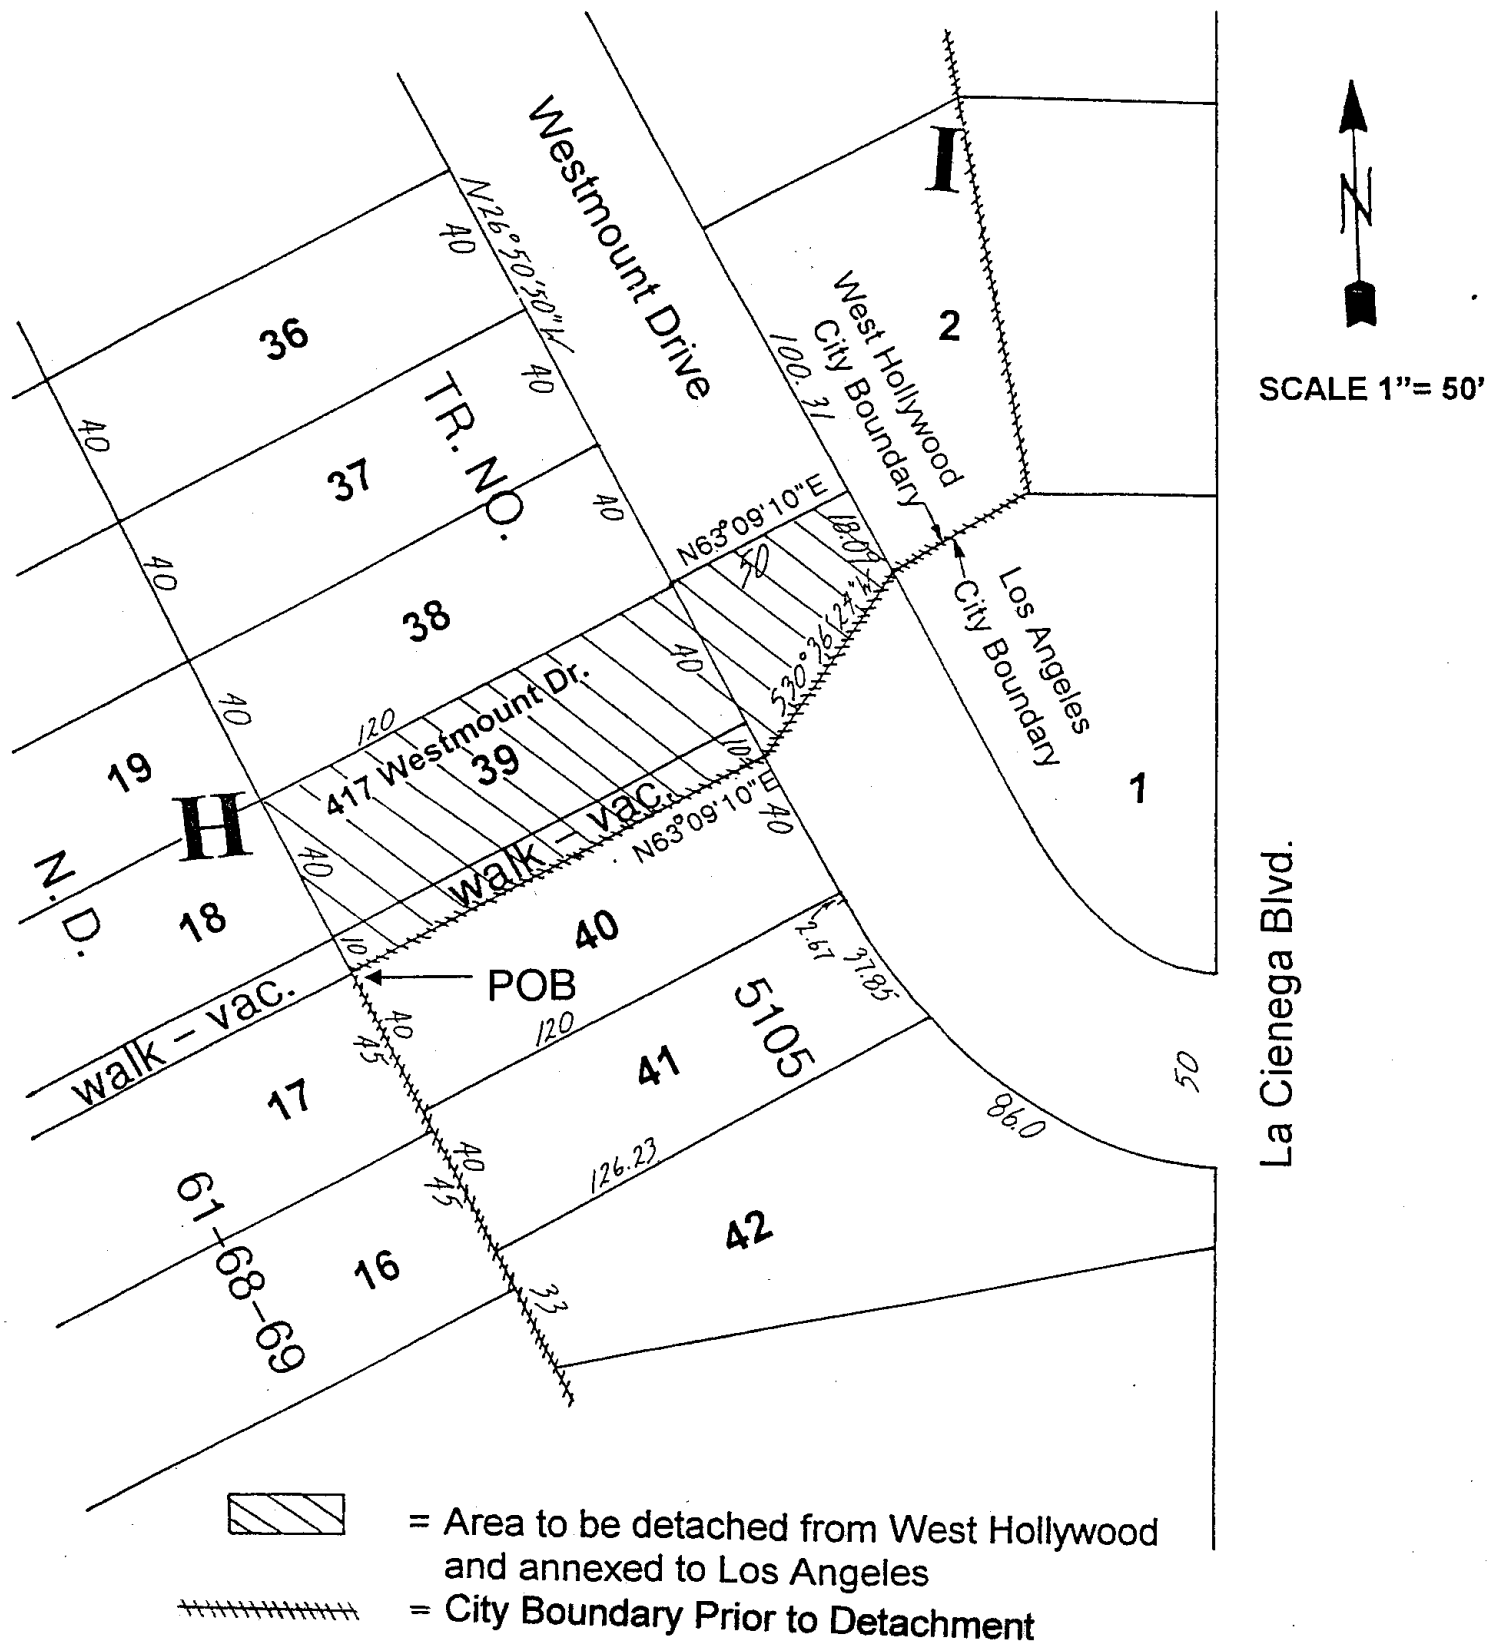 Westmount Drive
I
N
SCALE 1"= 50'
N26°50'50"W
40
36
2
West Hollywood
City Boundary
100.31
40
40
37
TR. NO.
40
N63°09'10"E
50
18.09
40
38
S30°36'24"W
Los Angeles
City Boundary
40
120
417 Westmount Dr.
39
40
10
19
H
1
walk – vac.
N63°09'10"E
40
N. D.
18
40
10
40
POB
2.67
37.85
walk – vac.
40
45
120
5105
La Cienega Blvd.
17
41
50
86.0
40
45
126.23
61–68–69
42
16
33
= Area to be detached from West Hollywood
and annexed to Los Angeles
= City Boundary Prior to Detachment